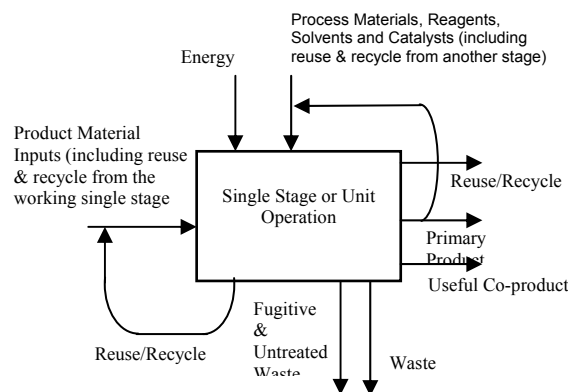 Process Materials, Reagents,
Solvents and Catalysts (including
reuse & recycle from another stage)
Energy
Product Material
Inputs (including reuse
& recycle from the
working single stage
Single Stage or Unit
Operation
Reuse/Recycle
Primary
Product
Useful Co-product
Fugitive
&
Untreated
Waste
Waste
Reuse/Recycle